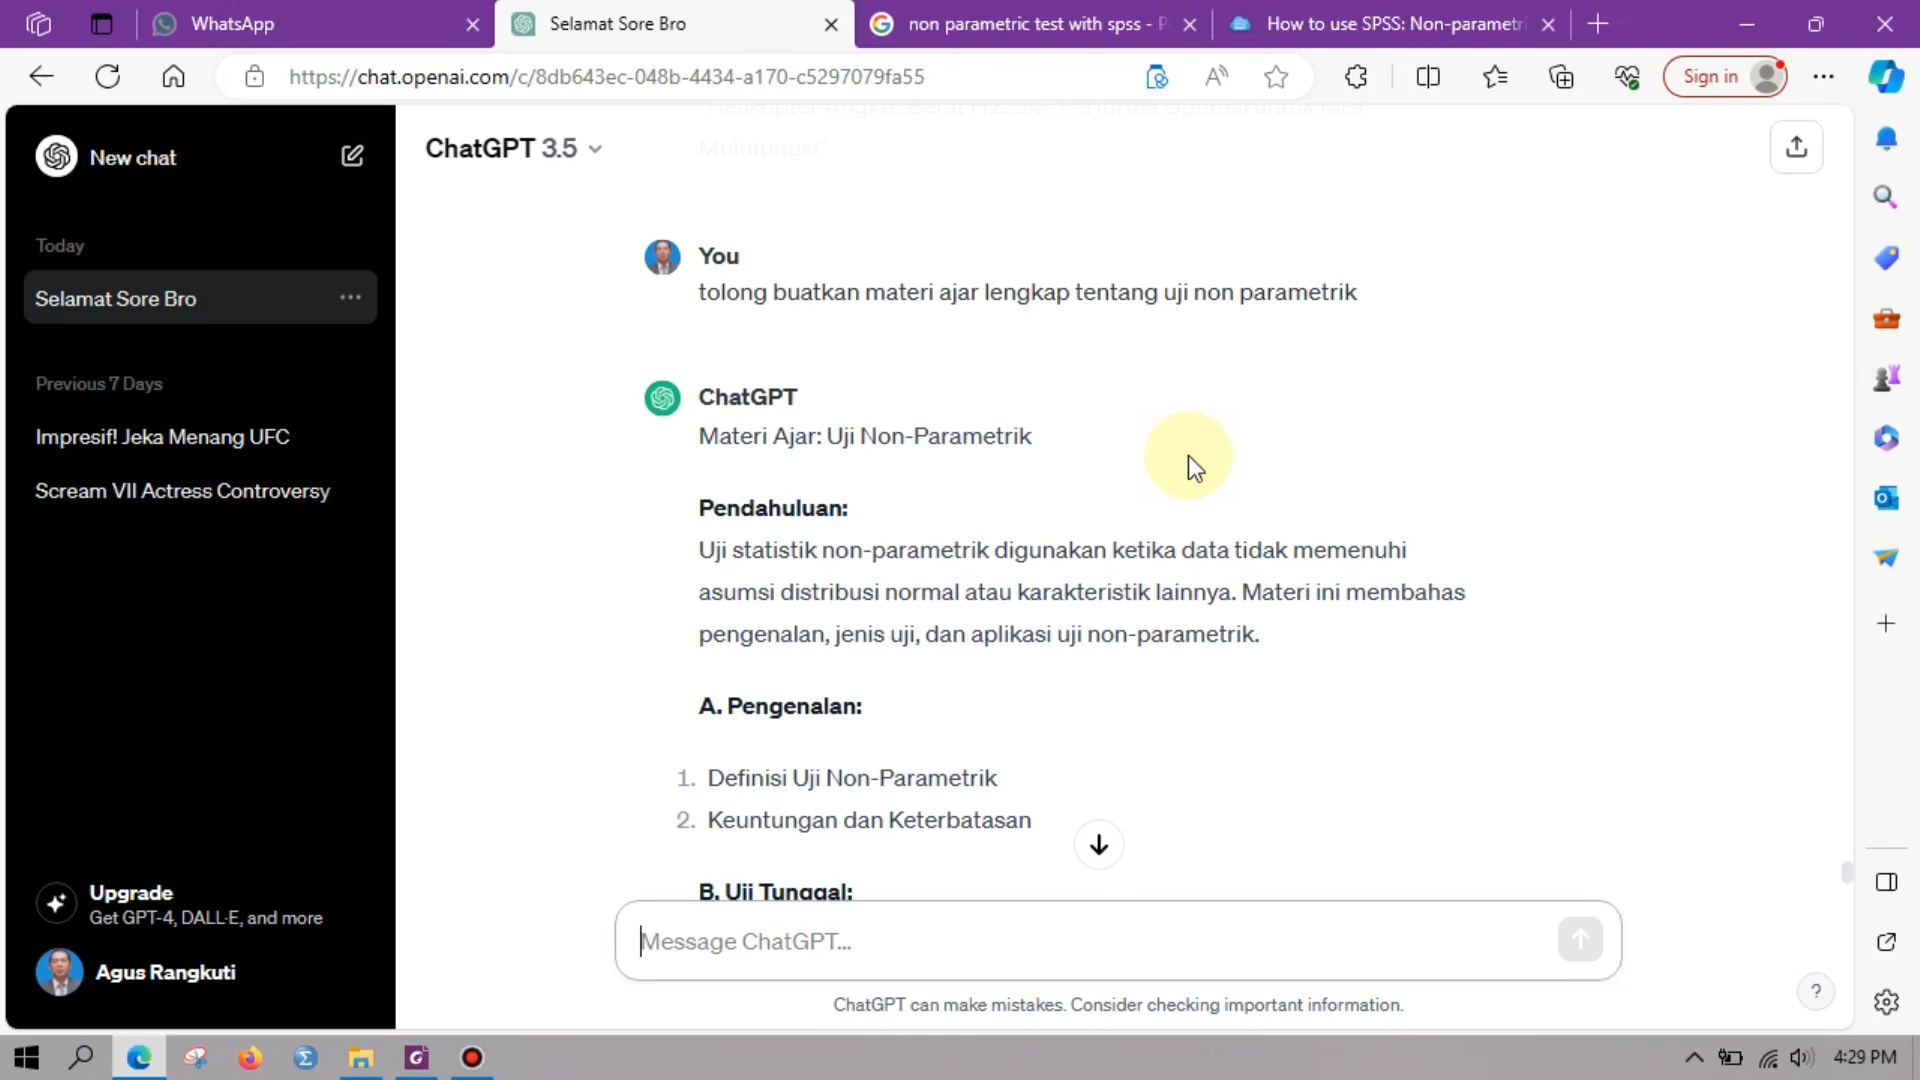 WhatsApp
Selamat Sore Bro
non parametric test with spss - P
How to use SPSS: Non-parametri
https://chat.openai.com/c/8db643ec-048b-4434-a170-c5297079fa55
Sign in
New chat
Today
Selamat Sore Bro
Previous 7 Days
Impresif! Jeka Menang UFC
Scream VII Actress Controversy
Upgrade
Get GPT-4, DALL·E, and more
Agus Rangkuti
ChatGPT 3.5
Multifungsi"
You
tolong buatkan materi ajar lengkap tentang uji non parametrik
ChatGPT
Materi Ajar: Uji Non-Parametrik
Pendahuluan:
Uji statistik non-parametrik digunakan ketika data tidak memenuhi
asumsi distribusi normal atau karakteristik lainnya. Materi ini membahas
pengenalan, jenis uji, dan aplikasi uji non-parametrik.
A. Pengenalan:
1. Definisi Uji Non-Parametrik
2. Keuntungan dan Keterbatasan
B. Uji Tunggal:
Message ChatGPT...
ChatGPT can make mistakes. Consider checking important information.
?
4:29 PM